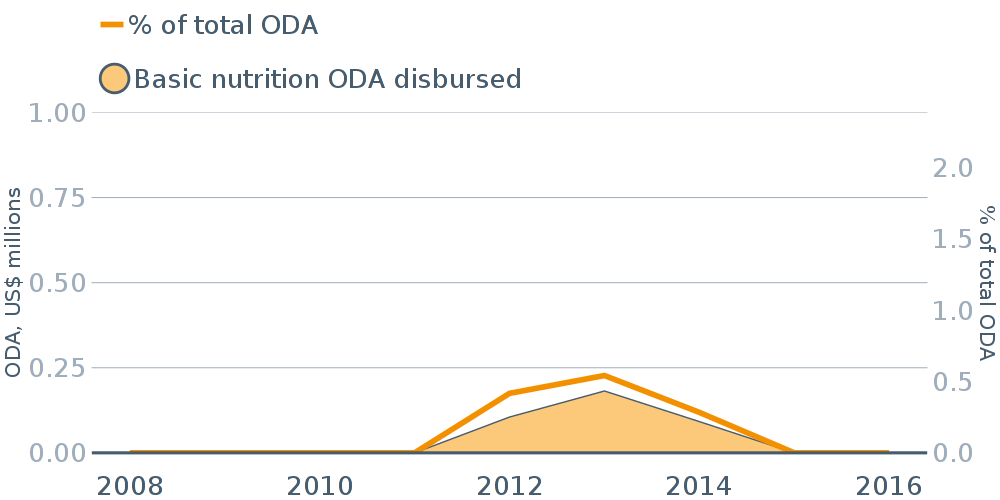 % of total ODA
Basic nutrition ODA disbursed
1.00
0.75
0.50
0.25
0.00
ODA, US$ millions
2.0
1.5
1.0
0.5
0.0
% of total ODA
2008 2010 2012 2014 2016